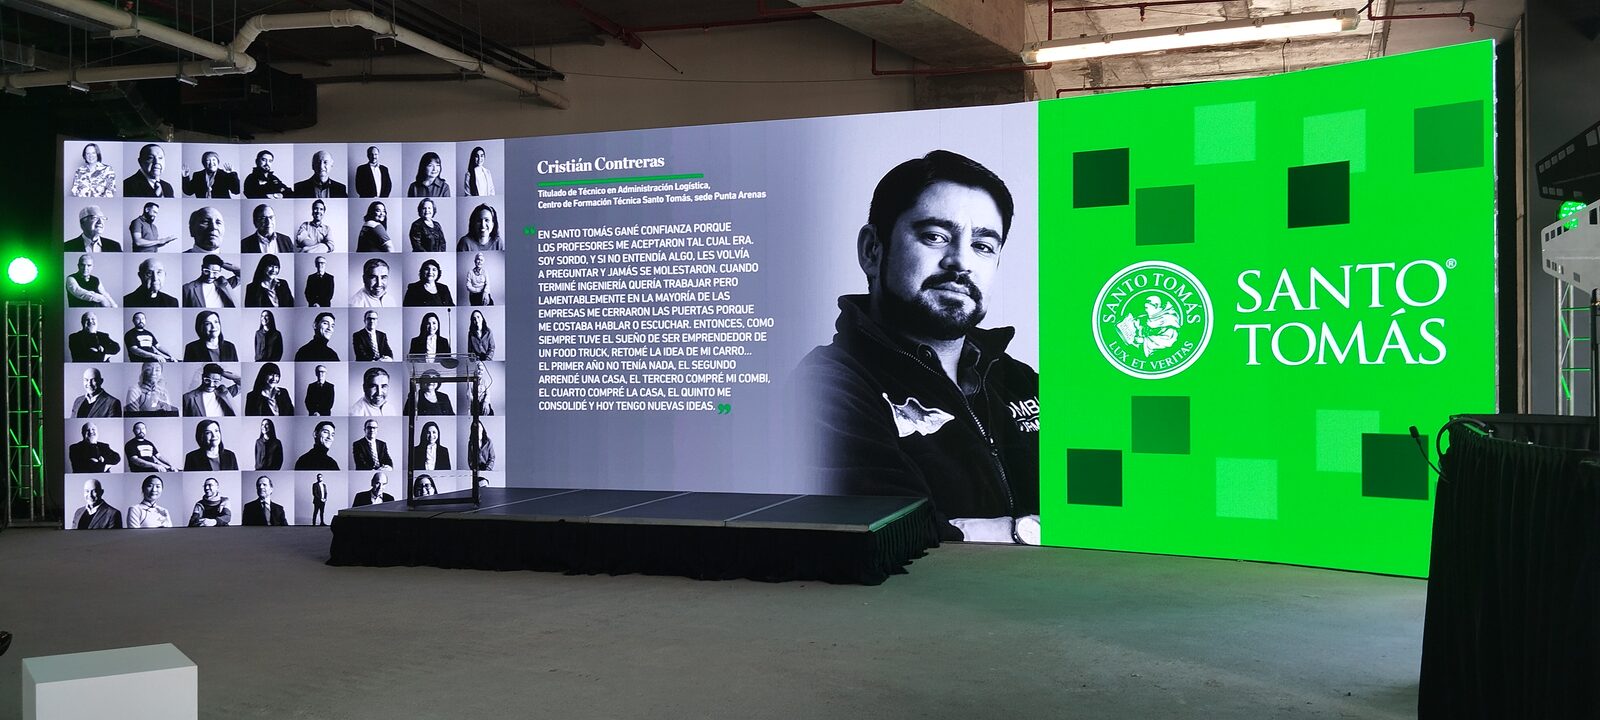 Cristián Contreras
Titulado de Técnico en Administración Logística,
Centro de Formación Técnica Santo Tomás, sede Punta Arenas
“EN SANTO TOMÁS GANÉ CONFIANZA PORQUE
LOS PROFESORES ME ACEPTARON TAL CUAL ERA.
SOY SORDO, Y SI NO ENTENDÍA ALGO, LES VOLVÍA
A PREGUNTAR Y JAMÁS SE MOLESTARON. CUANDO
TERMINÉ INGENIERÍA QUERÍA TRABAJAR PERO
LAMENTABLEMENTE EN LA MAYORÍA DE LAS
EMPRESAS ME CERRARON LAS PUERTAS PORQUE
ME COSTABA HABLAR O ESCUCHAR. ENTONCES, COMO
SIEMPRE TUVE EL SUEÑO DE SER EMPRENDEDOR DE
UN FOOD TRUCK, RETOMÉ LA IDEA DE MI CARRO...
EL PRIMER AÑO NO TENÍA NADA, EL SEGUNDO
ARRENDÉ UNA CASA, EL TERCERO COMPRÉ MI COMBI,
EL CUARTO COMPRÉ LA CASA, EL QUINTO ME
CONSOLIDÉ Y HOY TENGO NUEVAS IDEAS.”
SANTO TOMÁS
LUX ET VERITAS
SANTO®
TOMÁS